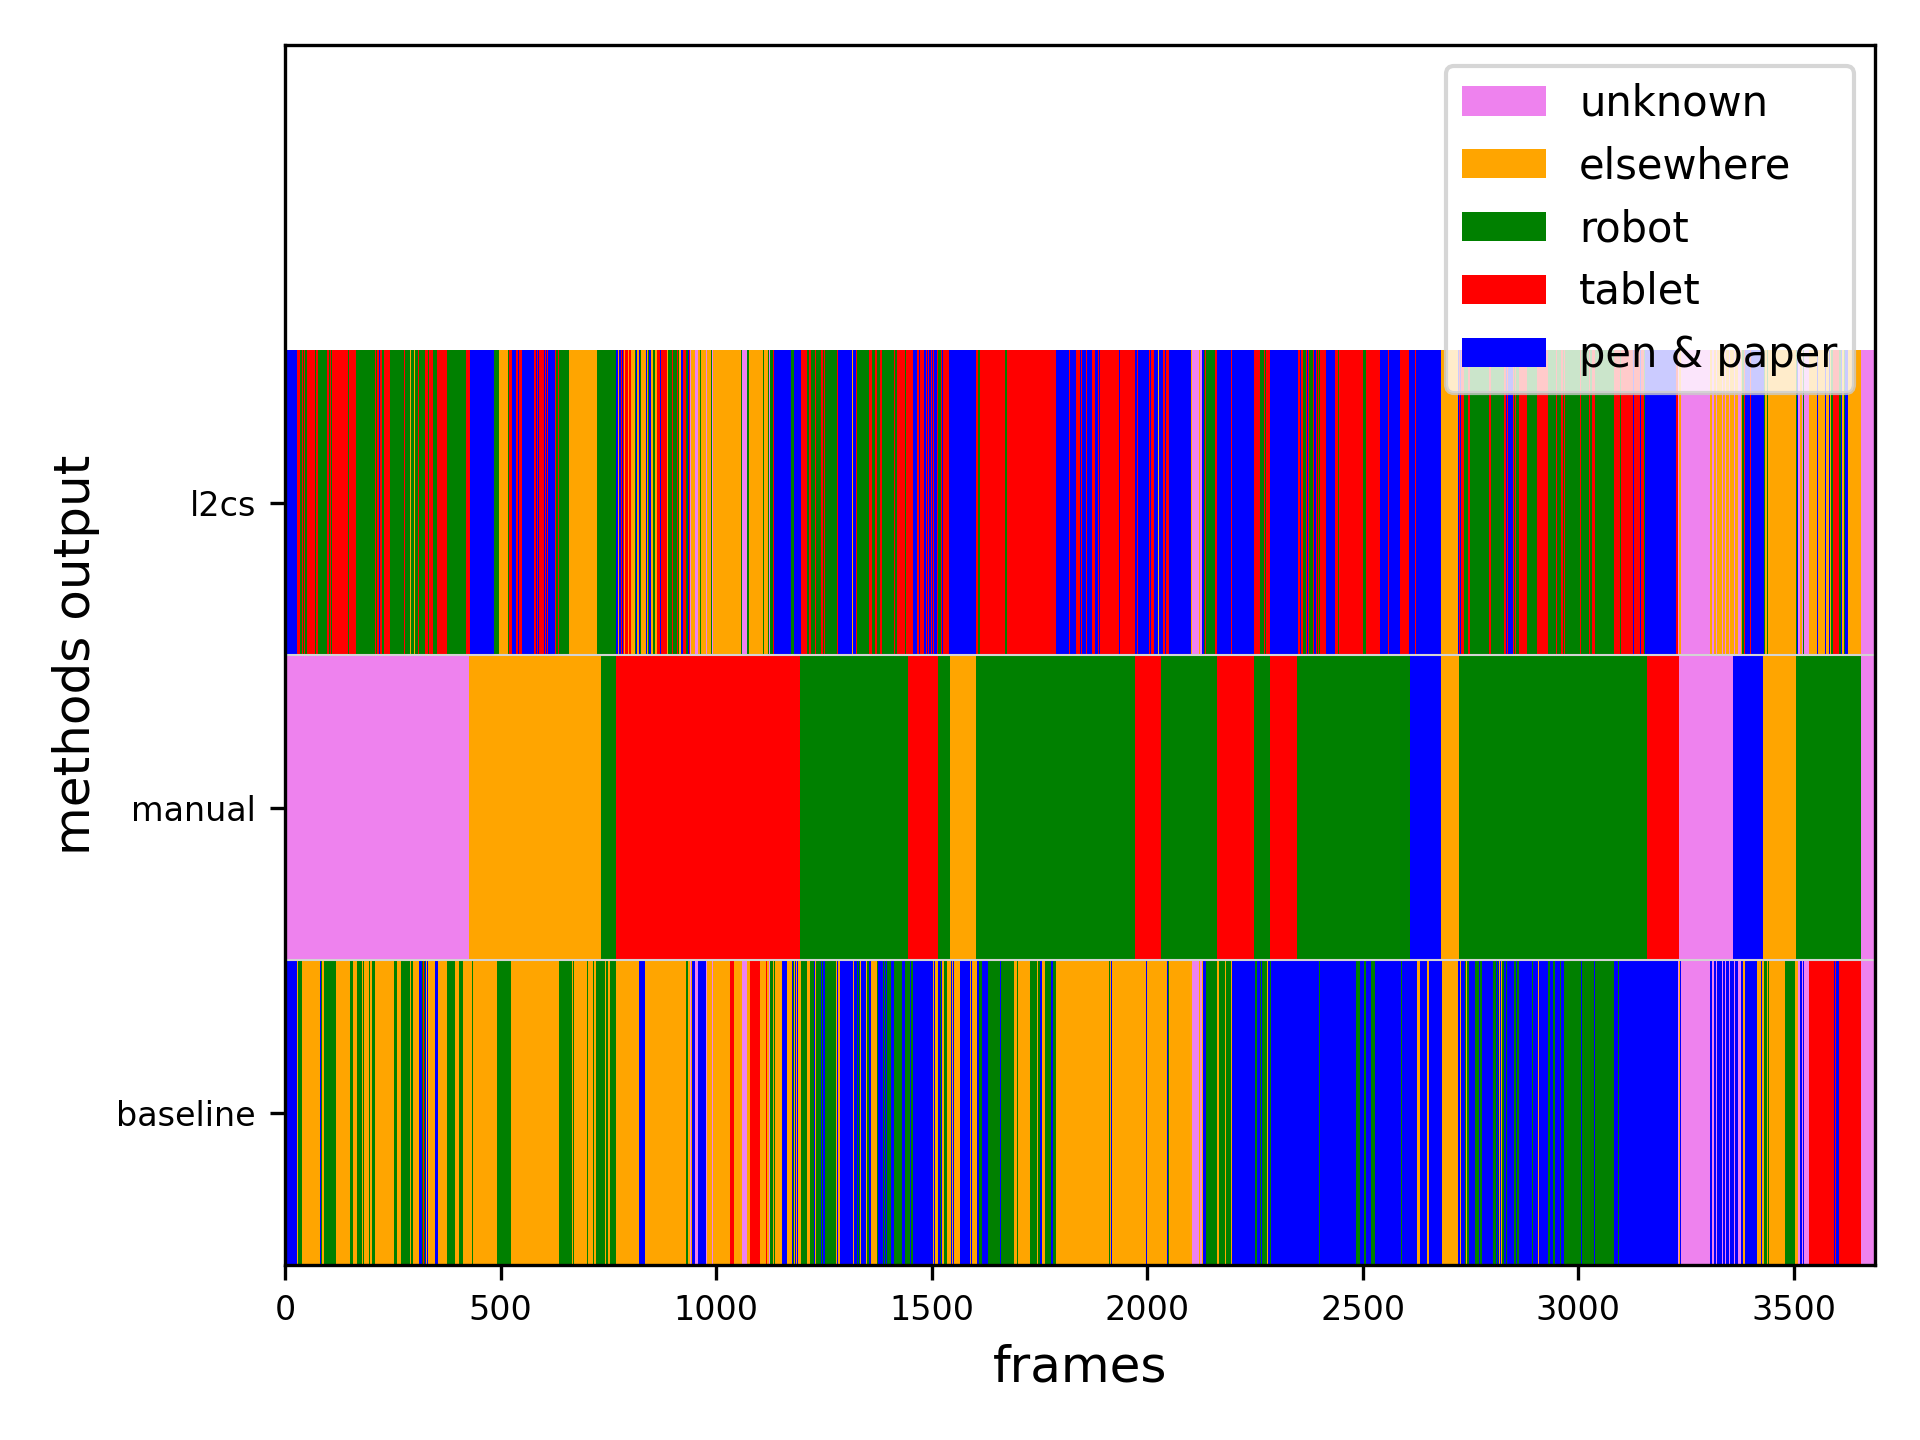 unknown
elsewhere
robot
tablet
pen & paper
methods output
l2cs
manual
baseline
0 500 1000 1500 2000 2500 3000 3500
frames